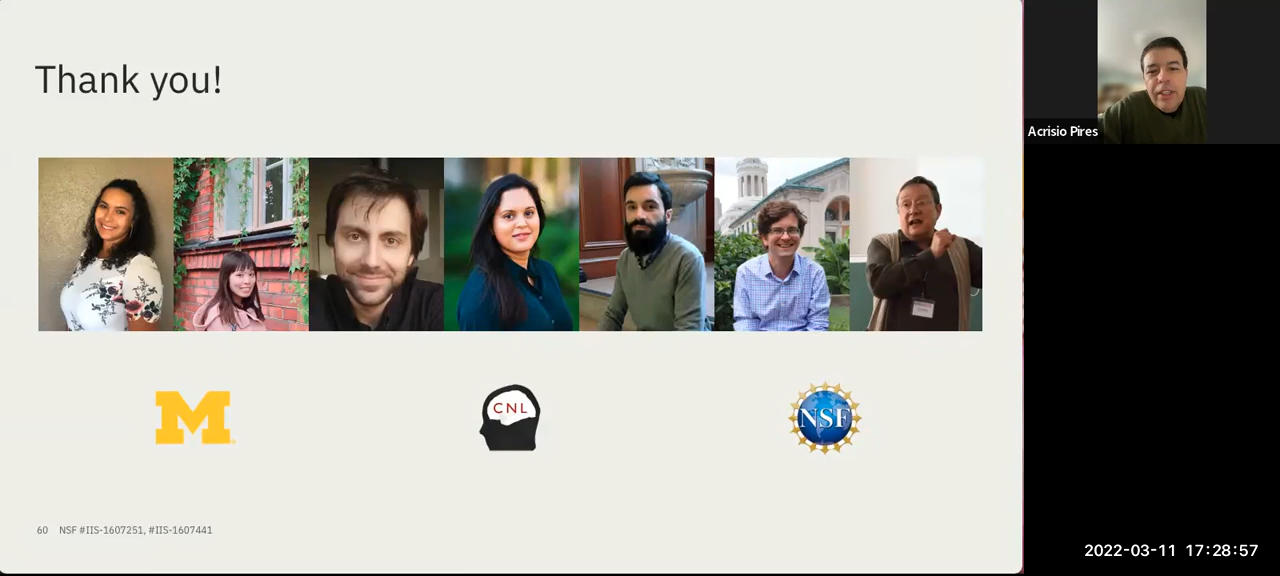 Thank you!
Acrisio Pires
M
CNL
NSF
60 NSF #IIS-1607251, #IIS-1607441
2022-03-11 17:28:57